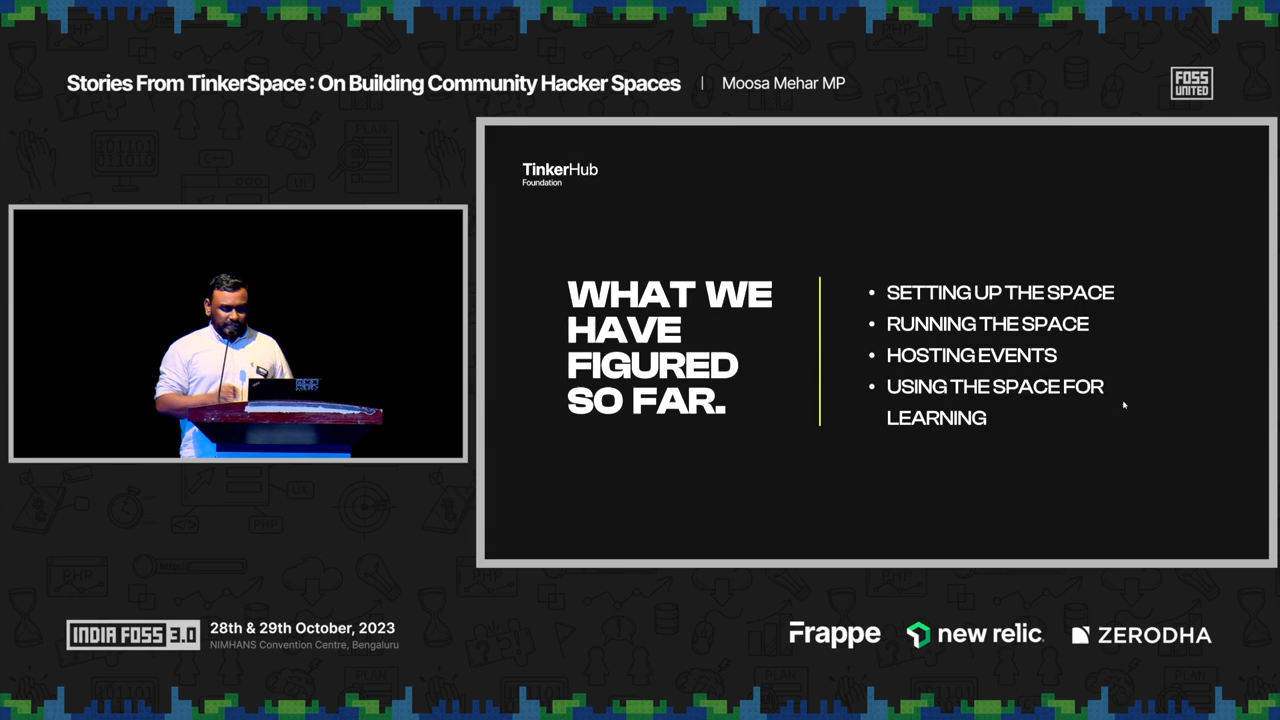 Stories From TinkerSpace : On Building Community Hacker Spaces | Moosa Mehar MP
FOSS
UNITED
TinkerHub
Foundation
WHAT WE
HAVE
FIGURED
SO FAR.
• SETTING UP THE SPACE
• RUNNING THE SPACE
• HOSTING EVENTS
• USING THE SPACE FOR
LEARNING
INDIA FOSS 3.0
28th & 29th October, 2023
NIMHANS Convention Centre, Bengaluru
Frappe
new relic
ZERODHA